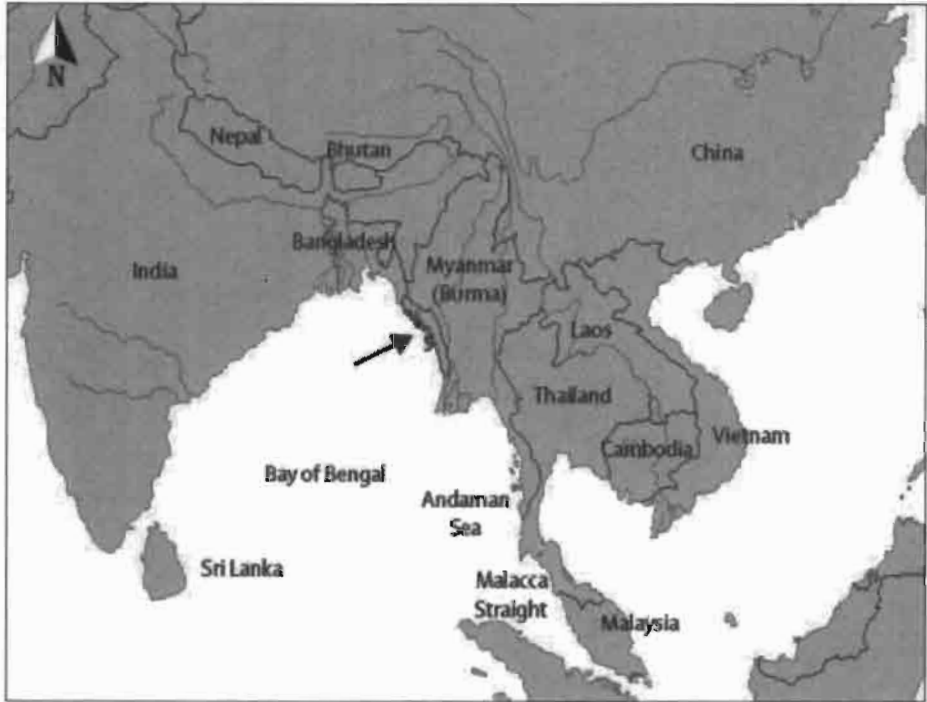 N
Nepal
Bhutan
China
Bangladesh
India
Myanmar
(Burma)
Laos
Thailand
Cambodia
Vietnam
Bay of Bengal
Andaman
Sea
Sri Lanka
Malacca
Straight
Malaysia